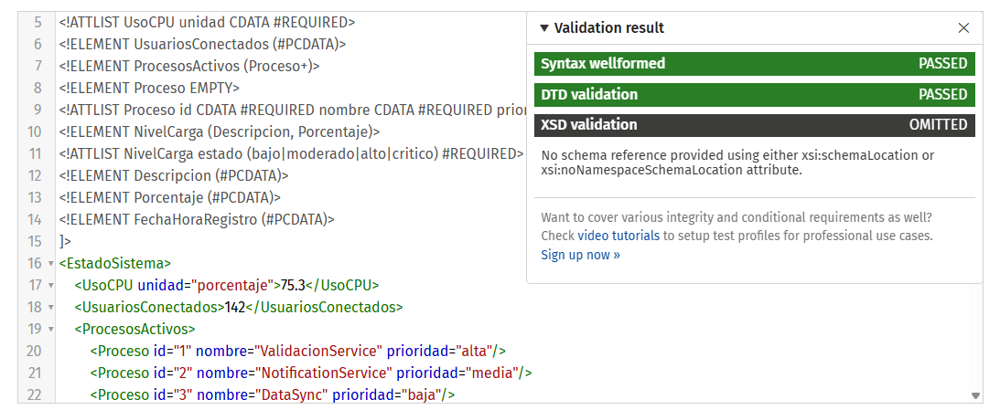 5 <!ATTLIST UsoCPU unidad CDATA #REQUIRED>
6 <!ELEMENT UsuariosConectados (#PCDATA)>
7 <!ELEMENT ProcesosActivos (Proceso+)>
8 <!ELEMENT Proceso EMPTY>
9 <!ATTLIST Proceso id CDATA #REQUIRED nombre CDATA #REQUIRED prior
10 <!ELEMENT NivelCarga (Descripcion, Porcentaje)>
11 <!ATTLIST NivelCarga estado (bajo|moderado|alto|critico) #REQUIRED>
12 <!ELEMENT Descripcion (#PCDATA)>
13 <!ELEMENT Porcentaje (#PCDATA)>
14 <!ELEMENT FechaHoraRegistro (#PCDATA)>
15 ]>
16 <EstadoSistema>
17 <UsoCPU unidad="porcentaje">75.3</UsoCPU>
18 <UsuariosConectados>142</UsuariosConectados>
19 <ProcesosActivos>
20 <Proceso id="1" nombre="ValidacionService" prioridad="alta"/>
21 <Proceso id="2" nombre="NotificationService" prioridad="media"/>
22 <Proceso id="3" nombre="DataSync" prioridad="baja"/>
Validation result
Syntax wellformed PASSED
DTD validation PASSED
XSD validation OMITTED
No schema reference provided using either xsi:schemaLocation or
xsi:noNamespaceSchemaLocation attribute.
Want to cover various integrity and conditional requirements as well?
Check video tutorials to setup test profiles for professional use cases.
Sign up now »